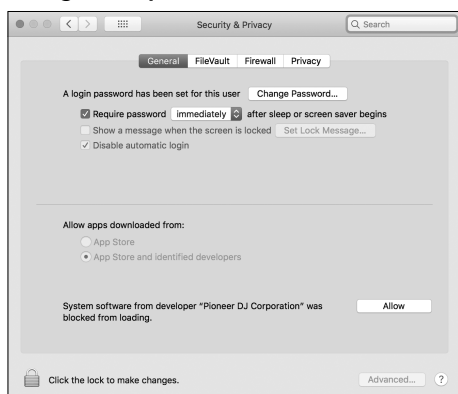 Security & Privacy
Search
General FileVault Firewall Privacy
A login password has been set for this user Change Password...
Require password immediately after sleep or screen saver begins
Show a message when the screen is locked Set Lock Message...
Disable automatic login
Allow apps downloaded from:
App Store
App Store and identified developers
System software from developer "Pioneer DJ Corporation" was Allow
blocked from loading.
Click the lock to make changes. Advanced... ?